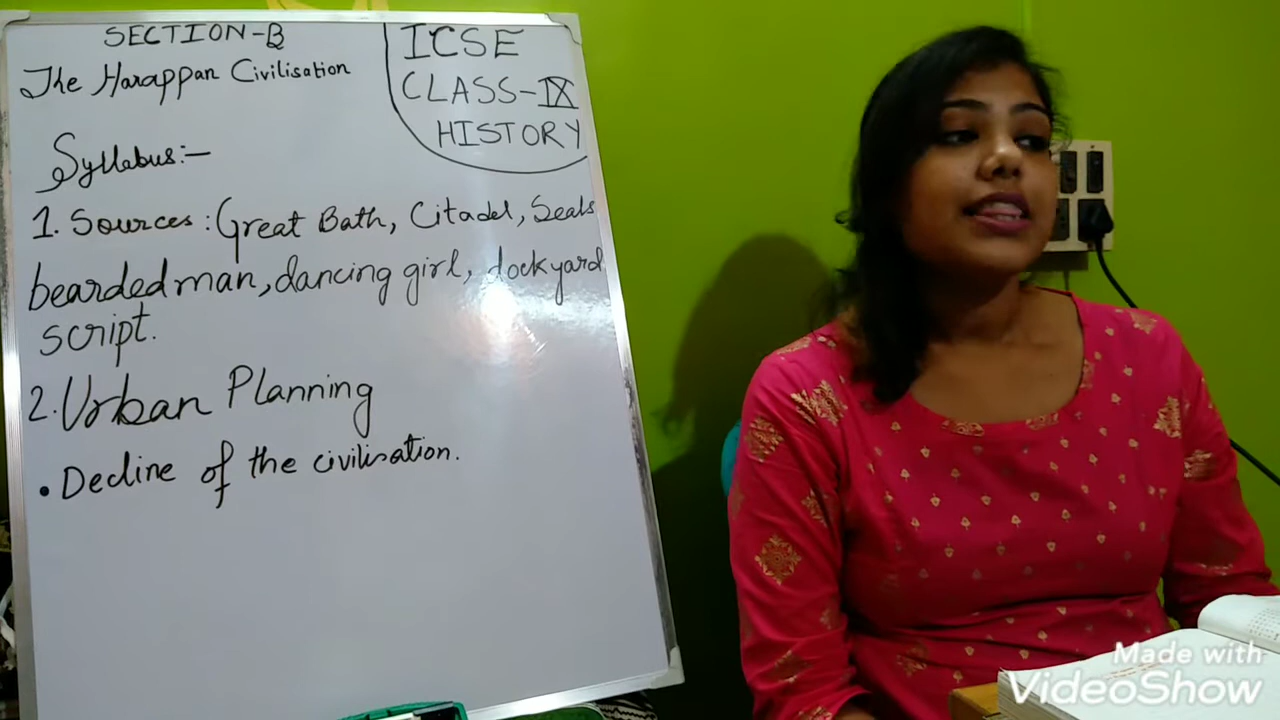 SECTION-B
The Harappan Civilisation
ICSE
CLASS-IX
HISTORY
Syllabus:-
1. Sources: Great Bath, Citadel, Seals
bearded man, dancing girl, dockyard
script.
2. Urban Planning
• Decline of the civilisation.
Made with
VideoShow